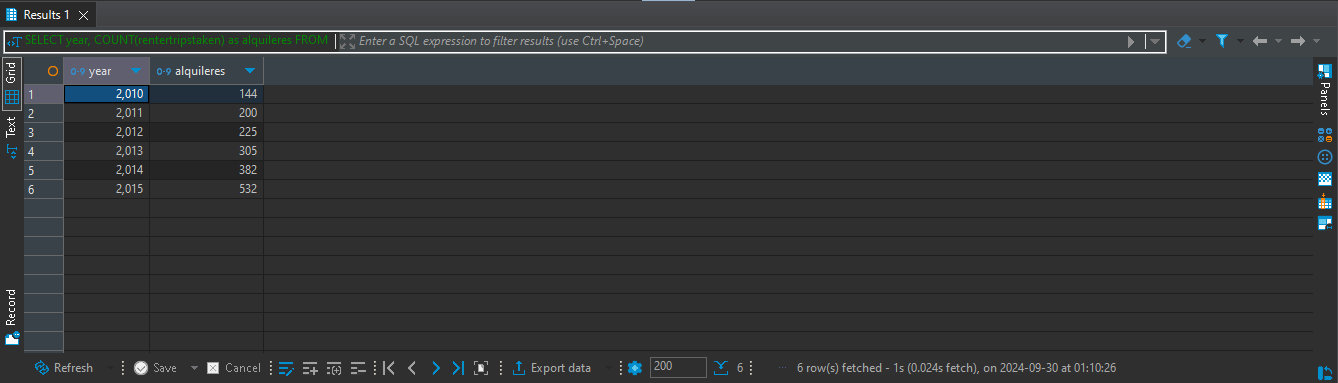 Results 1
SELECT year, COUNT(rentertripstaken) as alquileres FROM
Enter a SQL expression to filter results (use Ctrl+Space)
Grid
Text
Record
0-9 year 0-9 alquileres
1 2,010 144
2 2,011 200
3 2,012 225
4 2,013 305
5 2,014 382
6 2,015 532
Panels
Refresh Save Cancel Export data 200 6 6 row(s) fetched - 1s (0.024s fetch), on 2024-09-30 at 01:10:26